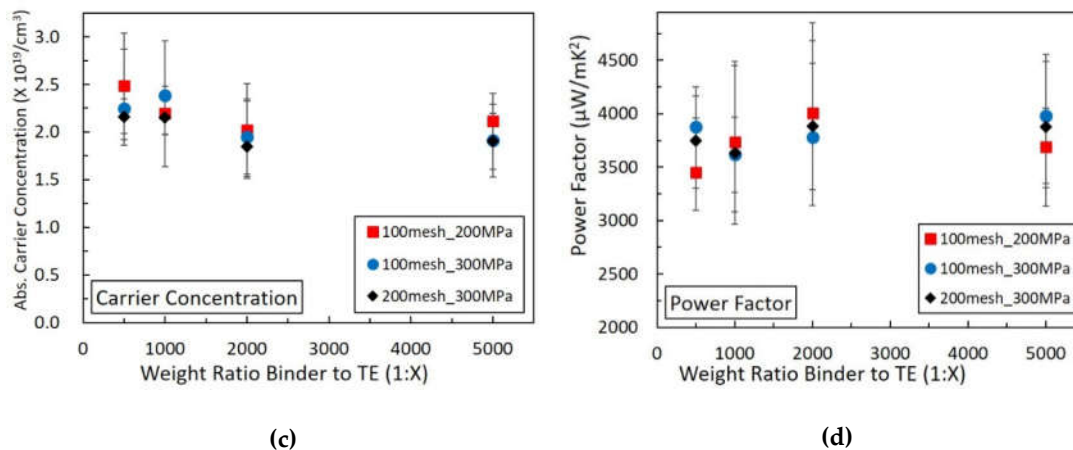 Abs. Carrier Concentration (X 10¹⁹/cm³)
3.0
2.5
2.0
1.5
1.0
0.5
0.0
100mesh_200MPa
100mesh_300MPa
200mesh_300MPa
Carrier Concentration
0 1000 2000 3000 4000 5000
Weight Ratio Binder to TE (1:X)
(c)
Power Factor (μW/mK²)
4500
4000
3500
3000
2500
2000
100mesh_200MPa
100mesh_300MPa
200mesh_300MPa
Power Factor
0 1000 2000 3000 4000 5000
Weight Ratio Binder to TE (1:X)
(d)